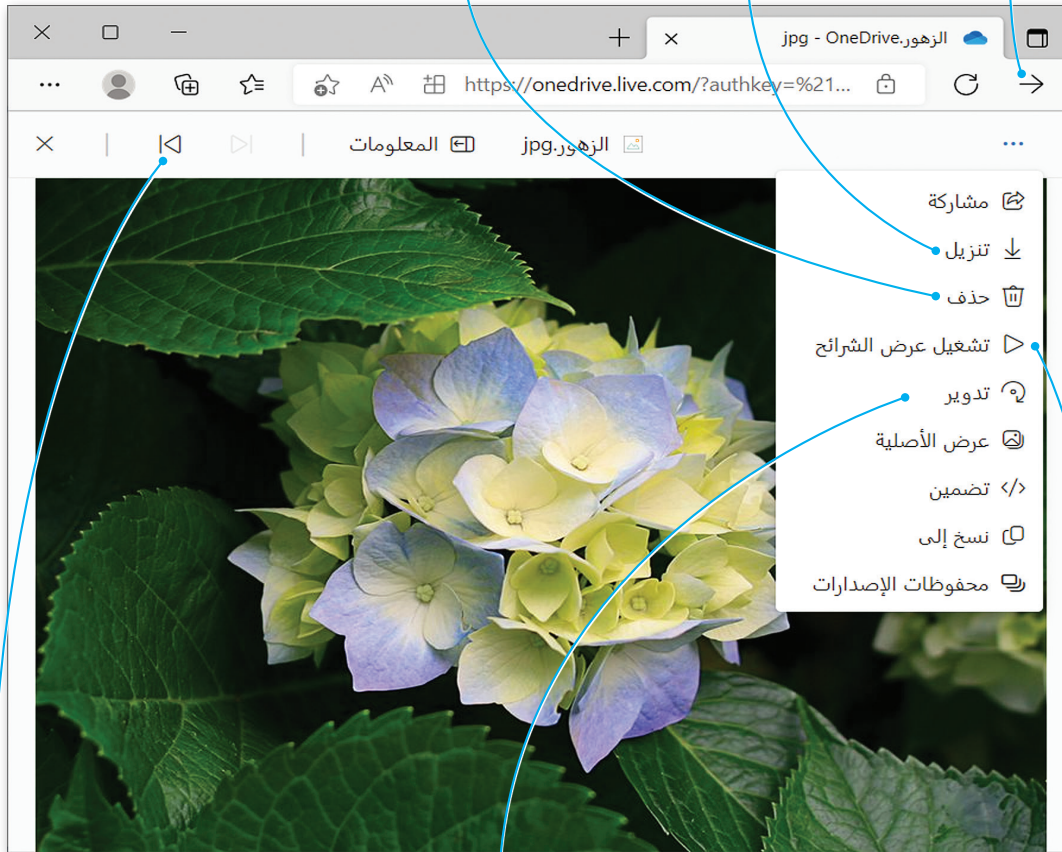 الزهور.jpg - OneDrive
https://onedrive.live.com/?authkey=%21...
الزهور.jpg
المعلومات
مشاركة
تنزيل
حذف
تشغيل عرض الشرائح
تدوير
عرض الأصلية
تضمين
نسخ إلى
محفوظات الإصدارات